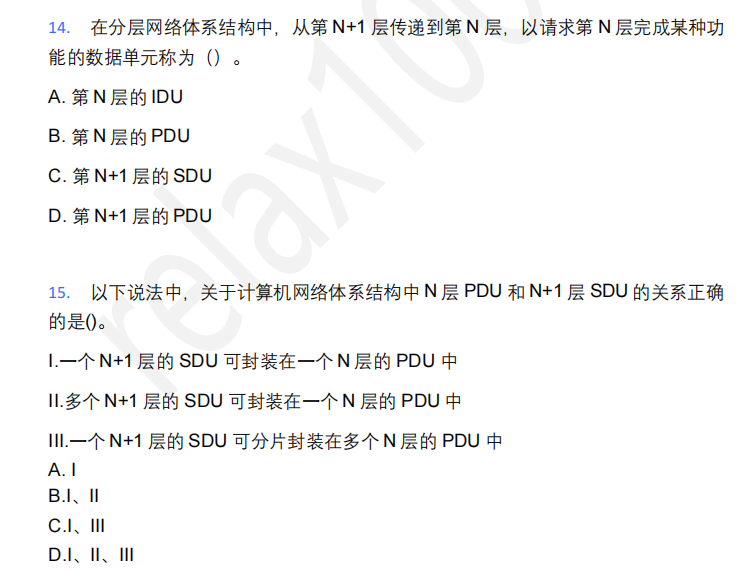 14. 在分层网络体系结构中，从第 N+1 层传递到第 N 层，以请求第 N 层完成某种功
能的数据单元称为（）。
A. 第 N 层的 IDU
B. 第 N 层的 PDU
C. 第 N+1 层的 SDU
D. 第 N+1 层的 PDU
15. 以下说法中，关于计算机网络体系结构中 N 层 PDU 和 N+1 层 SDU 的关系正确
的是()。
I.一个 N+1 层的 SDU 可封装在一个 N 层的 PDU 中
II.多个 N+1 层的 SDU 可封装在一个 N 层的 PDU 中
III.一个 N+1 层的 SDU 可分片封装在多个 N 层的 PDU 中
A. I
B.I、II
C.I、III
D.I、II、III